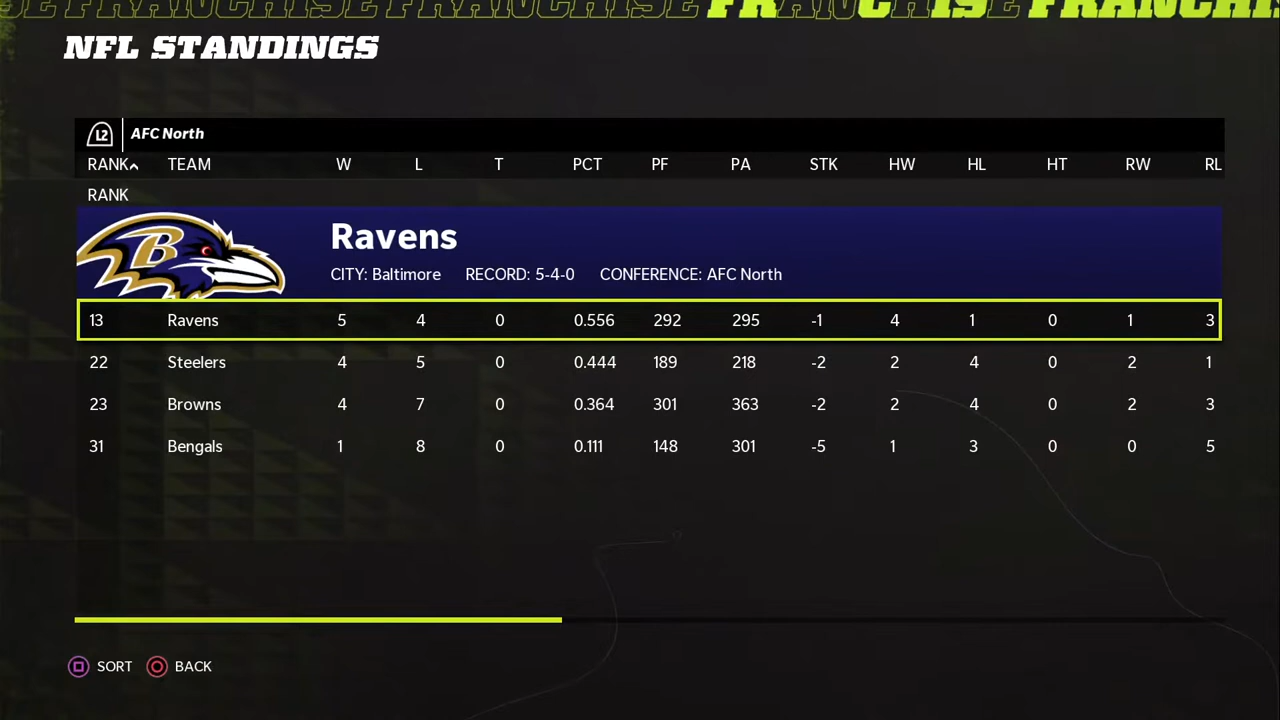 FRANCHISE FRANCHISE FRANCHISE FRANCHISE
NFL STANDINGS
L2 AFC North
RANK TEAM W L T PCT PF PA STK HW HL HT RW RL
RANK
B
Ravens
CITY: Baltimore RECORD: 5-4-0 CONFERENCE: AFC North
13 Ravens 5 4 0 0.556 292 295 -1 4 1 0 1 3
22 Steelers 4 5 0 0.444 189 218 -2 2 4 0 2 1
23 Browns 4 7 0 0.364 301 363 -2 2 4 0 2 3
31 Bengals 1 8 0 0.111 148 301 -5 1 3 0 0 5
SORT BACK